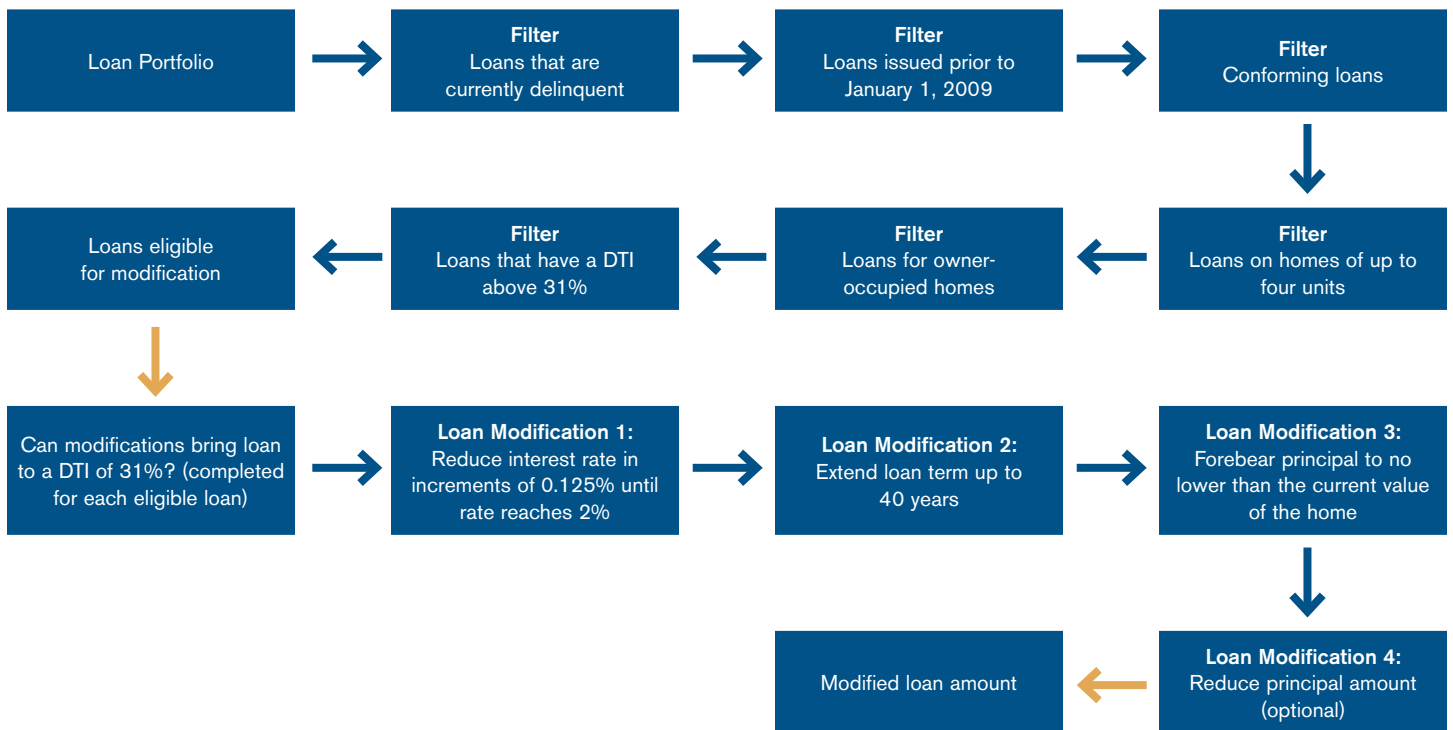 Loan Portfolio
Filter
Loans that are
currently delinquent
Filter
Loans issued prior to
January 1, 2009
Filter
Conforming loans
Filter
Loans on homes of up to
four units
Filter
Loans for owner-
occupied homes
Filter
Loans that have a DTI
above 31%
Loans eligible
for modification
Can modifications bring loan
to a DTI of 31%? (completed
for each eligible loan)
Loan Modification 1:
Reduce interest rate in
increments of 0.125% until
rate reaches 2%
Loan Modification 2:
Extend loan term up to
40 years
Loan Modification 3:
Forebear principal to no
lower than the current value
of the home
Loan Modification 4:
Reduce principal amount
(optional)
Modified loan amount